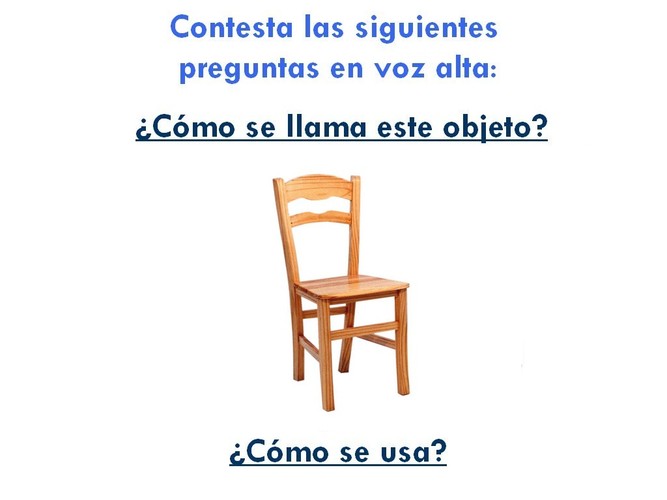 Contesta las siguientes
preguntas en voz alta:
¿Cómo se llama este objeto?
¿Cómo se usa?